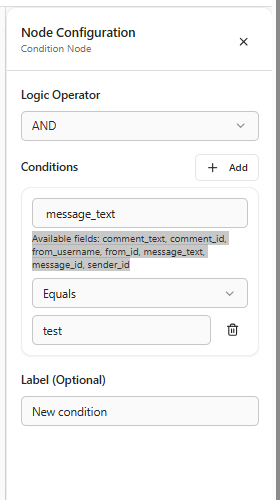 Node Configuration
Condition Node
Logic Operator
AND
Conditions
Add
message_text
Available fields: comment_text, comment_id,
from_username, from_id, message_text,
message_id, sender_id
Equals
test
Label (Optional)
New condition